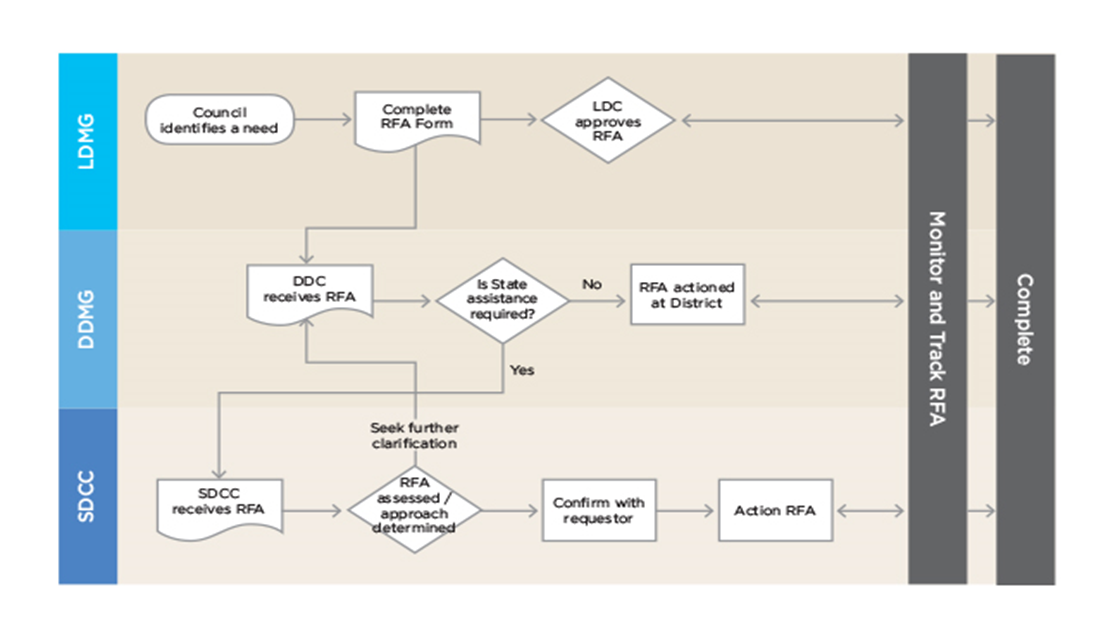 LDMG
Council
identifies a need
Complete
RFA Form
LDC
approves
RFA
DDMG
DDC
receives RFA
Is State
assistance
required?
No
RFA actioned
at District
Yes
SDCC
Seek further
clarification
SDCC
receives RFA
RFA
assessed /
approach
determined
Confirm with
requestor
Action RFA
Monitor and Track RFA
Complete